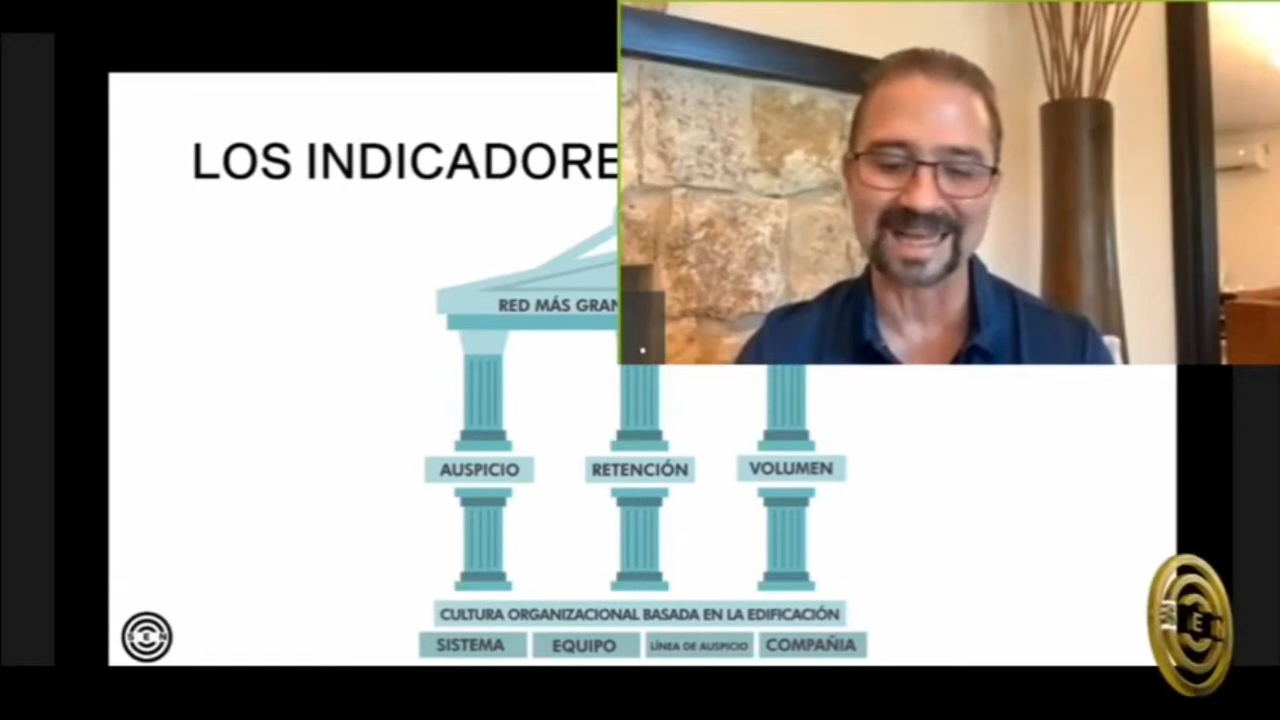 LOS INDICADORE
RED MÁS GRAN
AUSPICIO
RETENCIÓN
VOLUMEN
CULTURA ORGANIZACIONAL BASADA EN LA EDIFICACIÓN
SISTEMA
EQUIPO
LÍNEA DE AUSPICIO
COMPAÑIA